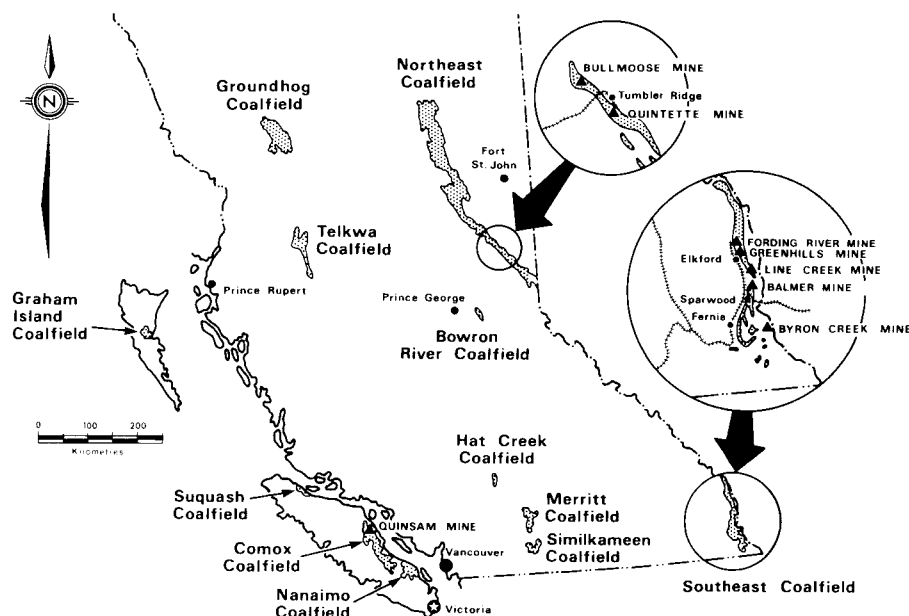 N
Groundhog
Coalfield
Northeast
Coalfield
BULLMOOSE MINE
Tumbler Ridge
QUINTETTE MINE
Fort
St. John
Telkwa
Coalfield
Prince Rupert
Graham
Island
Coalfield
Prince George
Bowron
River Coalfield
FORDING RIVER MINE
GREENHILLS MINE
Elkford
LINE CREEK MINE
BALMER MINE
Sparwood
Fernie
BYRON CREEK MINE
0 100 200
Kilometres
Hat Creek
Coalfield
Suquash
Coalfield
QUINSAM MINE
Merritt
Coalfield
Similkameen
Coalfield
Comox
Coalfield
Vancouver
Nanaimo
Coalfield
Victoria
Southeast Coalfield